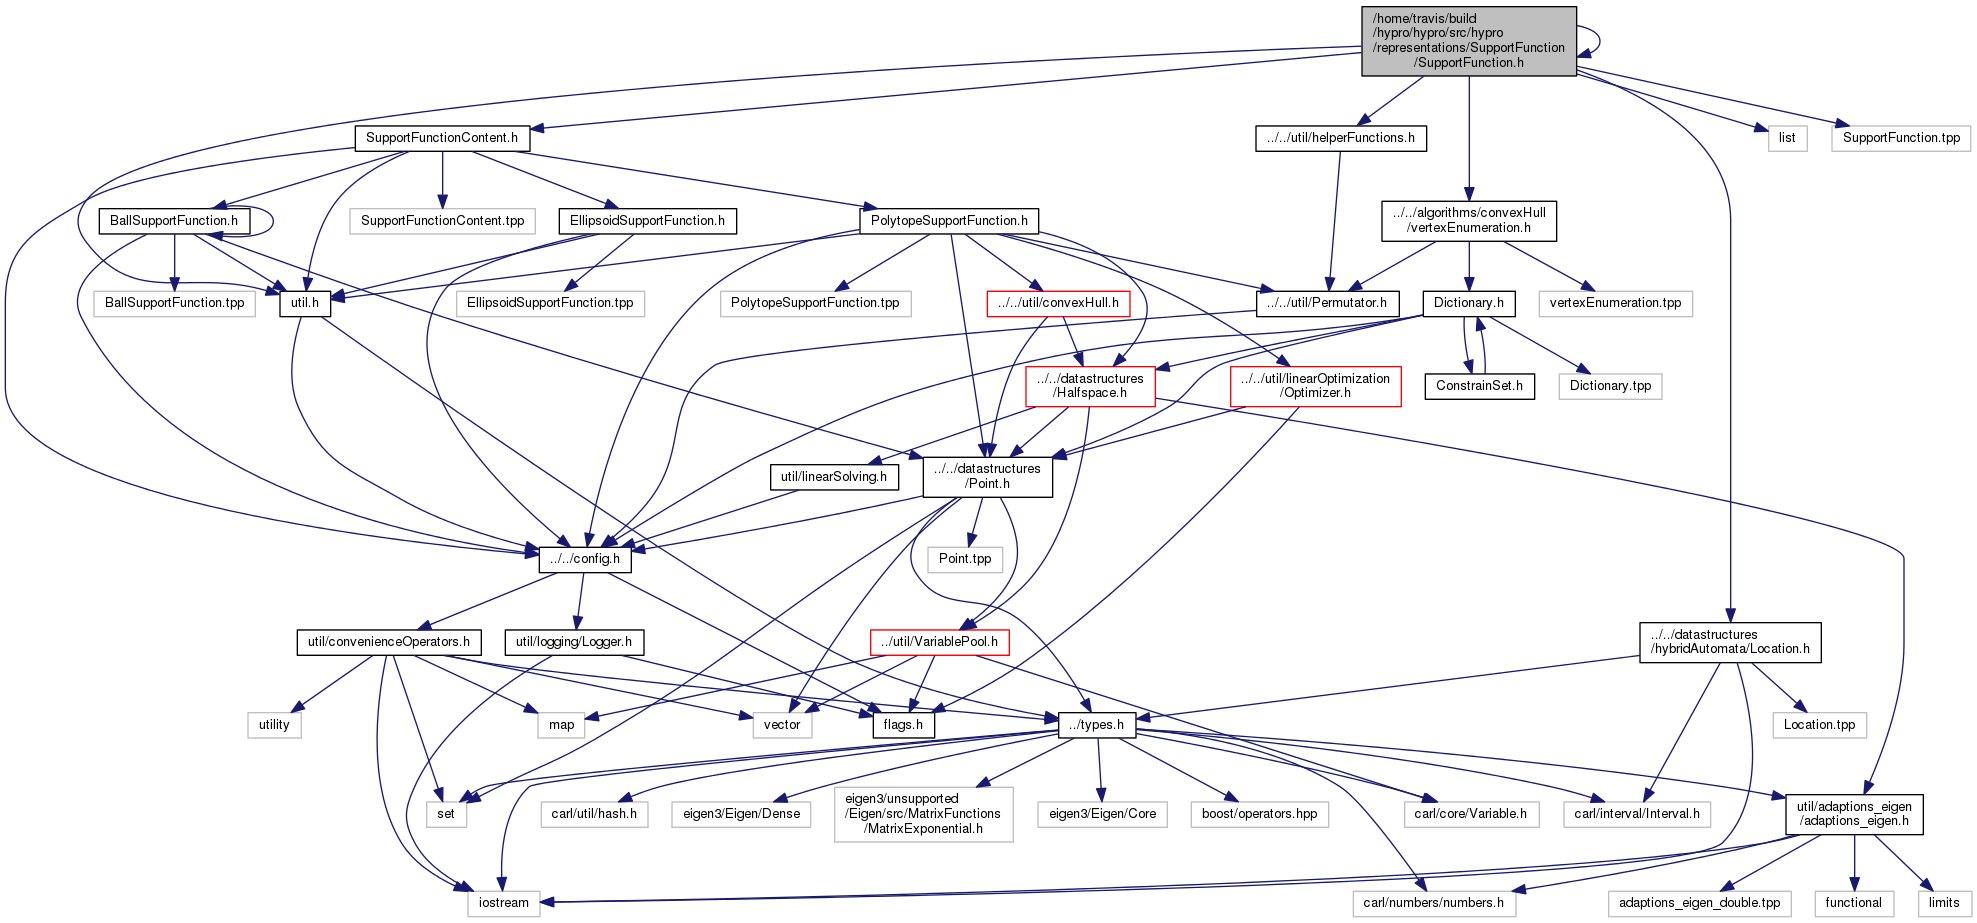 /home/travis/build
/hypro/hypro/src/hypro
/representations/SupportFunction
/SupportFunction.h
SupportFunctionContent.h
../../util/helperFunctions.h
list
SupportFunction.tpp
BallSupportFunction.h
SupportFunctionContent.tpp
EllipsoidSupportFunction.h
PolytopeSupportFunction.h
../../algorithms/convexHull
/vertexEnumeration.h
BallSupportFunction.tpp
util.h
EllipsoidSupportFunction.tpp
PolytopeSupportFunction.tpp
../../util/convexHull.h
../../util/Permutator.h
Dictionary.h
vertexEnumeration.tpp
../../datastructures
/Halfspace.h
../../util/linearOptimization
/Optimizer.h
ConstrainSet.h
Dictionary.tpp
util/linearSolving.h
../../datastructures
/Point.h
../../config.h
Point.tpp
util/convenienceOperators.h
util/logging/Logger.h
../util/VariablePool.h
../../datastructures
/hybridAutomata/Location.h
utility
map
vector
flags.h
../types.h
Location.tpp
set
carl/util/hash.h
eigen3/Eigen/Dense
eigen3/unsupported
/Eigen/src/MatrixFunctions
/MatrixExponential.h
eigen3/Eigen/Core
boost/operators.hpp
carl/core/Variable.h
carl/interval/Interval.h
util/adaptions_eigen
/adaptions_eigen.h
iostream
carl/numbers/numbers.h
adaptions_eigen_double.tpp
functional
limits